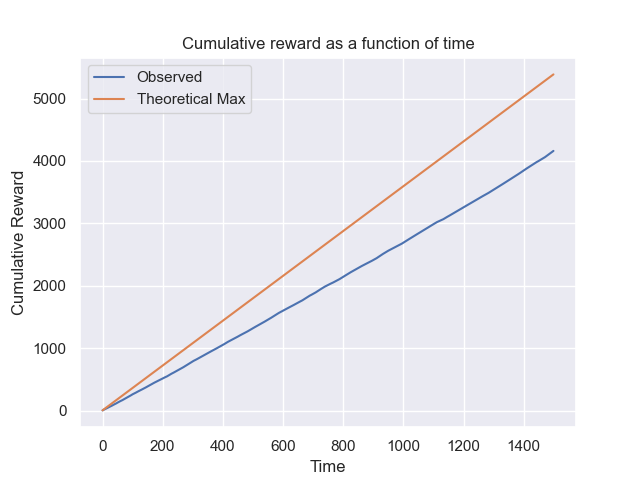 Cumulative reward as a function of time
Observed
Theoretical Max
5000
4000
3000
2000
1000
0
Cumulative Reward
0 200 400 600 800 1000 1200 1400
Time